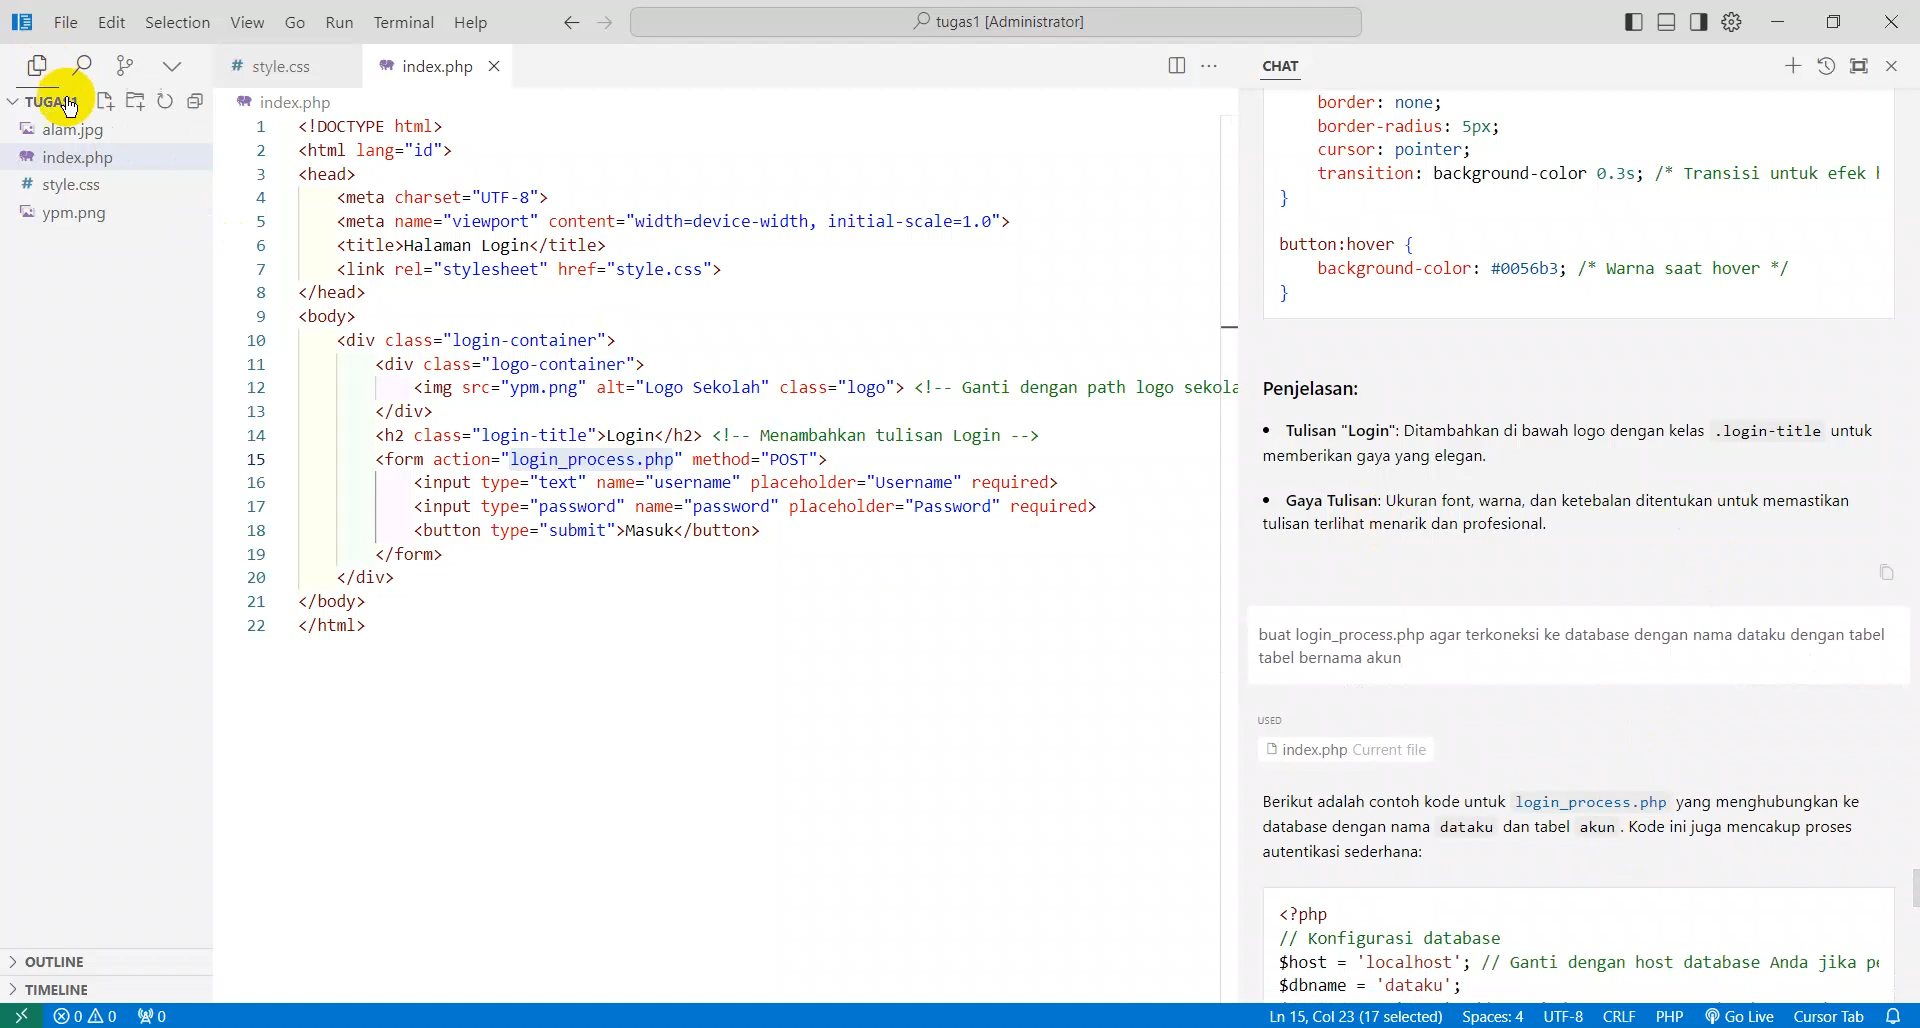 File Edit Selection View Go Run Terminal Help
tugas1 [Administrator]
TUGAS1
alam.jpg
index.php
style.css
ypm.png
OUTLINE
TIMELINE
# style.css
index.php
index.php
1 <!DOCTYPE html>
2 <html lang="id">
3 <head>
4 <meta charset="UTF-8">
5 <meta name="viewport" content="width=device-width, initial-scale=1.0">
6 <title>Halaman Login</title>
7 <link rel="stylesheet" href="style.css">
8 </head>
9 <body>
10 <div class="login-container">
11 <div class="logo-container">
12 <img src="ypm.png" alt="Logo Sekolah" class="logo"> <!-- Ganti dengan path logo sekola
13 </div>
14 <h2 class="login-title">Login</h2> <!-- Menambahkan tulisan Login -->
15 <form action="login_process.php" method="POST">
16 <input type="text" name="username" placeholder="Username" required>
17 <input type="password" name="password" placeholder="Password" required>
18 <button type="submit">Masuk</button>
19 </form>
20 </div>
21 </body>
22 </html>
CHAT
border: none;
border-radius: 5px;
cursor: pointer;
transition: background-color 0.3s; /* Transisi untuk efek h
}
button:hover {
background-color: #0056b3; /* Warna saat hover */
}
Penjelasan:
• Tulisan "Login": Ditambahkan di bawah logo dengan kelas .login-title untuk
memberikan gaya yang elegan.
• Gaya Tulisan: Ukuran font, warna, dan ketebalan ditentukan untuk memastikan
tulisan terlihat menarik dan profesional.
buat login_process.php agar terkoneksi ke database dengan nama dataku dengan tabel
tabel bernama akun
USED
index.php Current file
Berikut adalah contoh kode untuk login_process.php yang menghubungkan ke
database dengan nama dataku dan tabel akun. Kode ini juga mencakup proses
autentikasi sederhana:
<?php
// Konfigurasi database
$host = 'localhost'; // Ganti dengan host database Anda jika pe
$dbname = 'dataku';
0 0 0
Ln 15, Col 23 (17 selected) Spaces: 4 UTF-8 CRLF PHP Go Live Cursor Tab